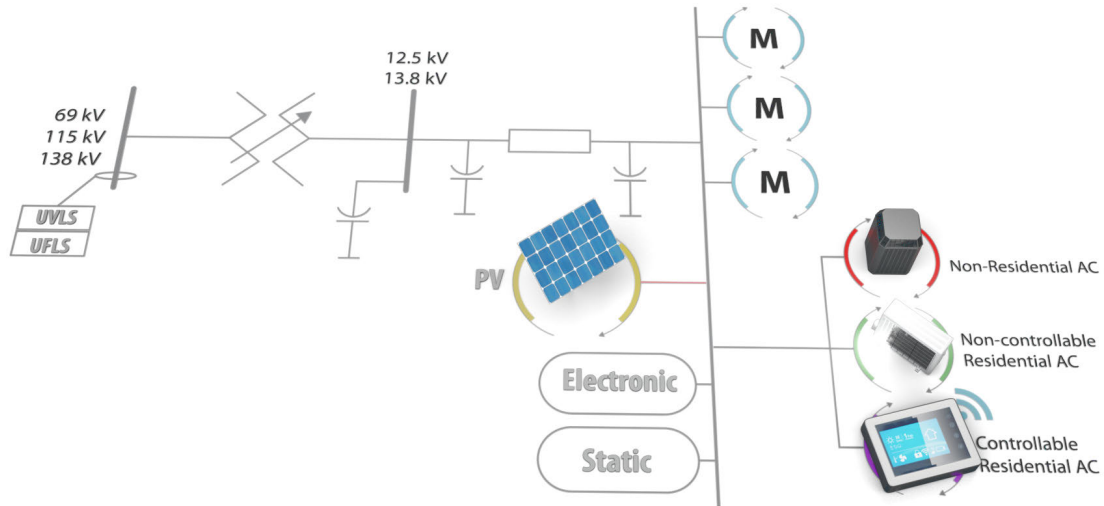 69 kV
115 kV
138 kV
UVLS
UFLS
12.5 kV
13.8 kV
M
M
M
PV
Electronic
Static
Non-Residential AC
Non-controllable
Residential AC
Controllable
Residential AC